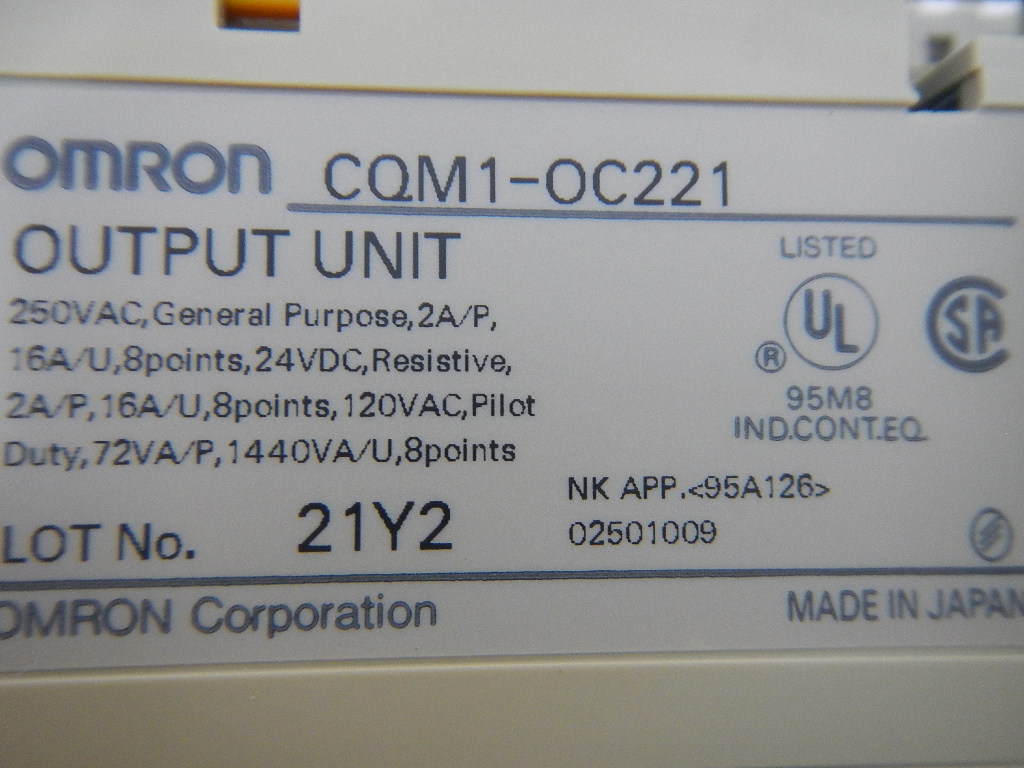 OMRON CQM1-OC221
OUTPUT UNIT
250VAC,General Purpose,2A/P,
16A/U,8points,24VDC,Resistive,
2A/P,16A/U,8points,120VAC,Pilot
Duty,72VA/P,1440VA/U,8points
LISTED
UL
®
SA
95M8
IND.CONT.EQ.
NK APP.<95A126>
LOT No. 21Y2
02501009
OMRON Corporation
MADE IN JAPAN